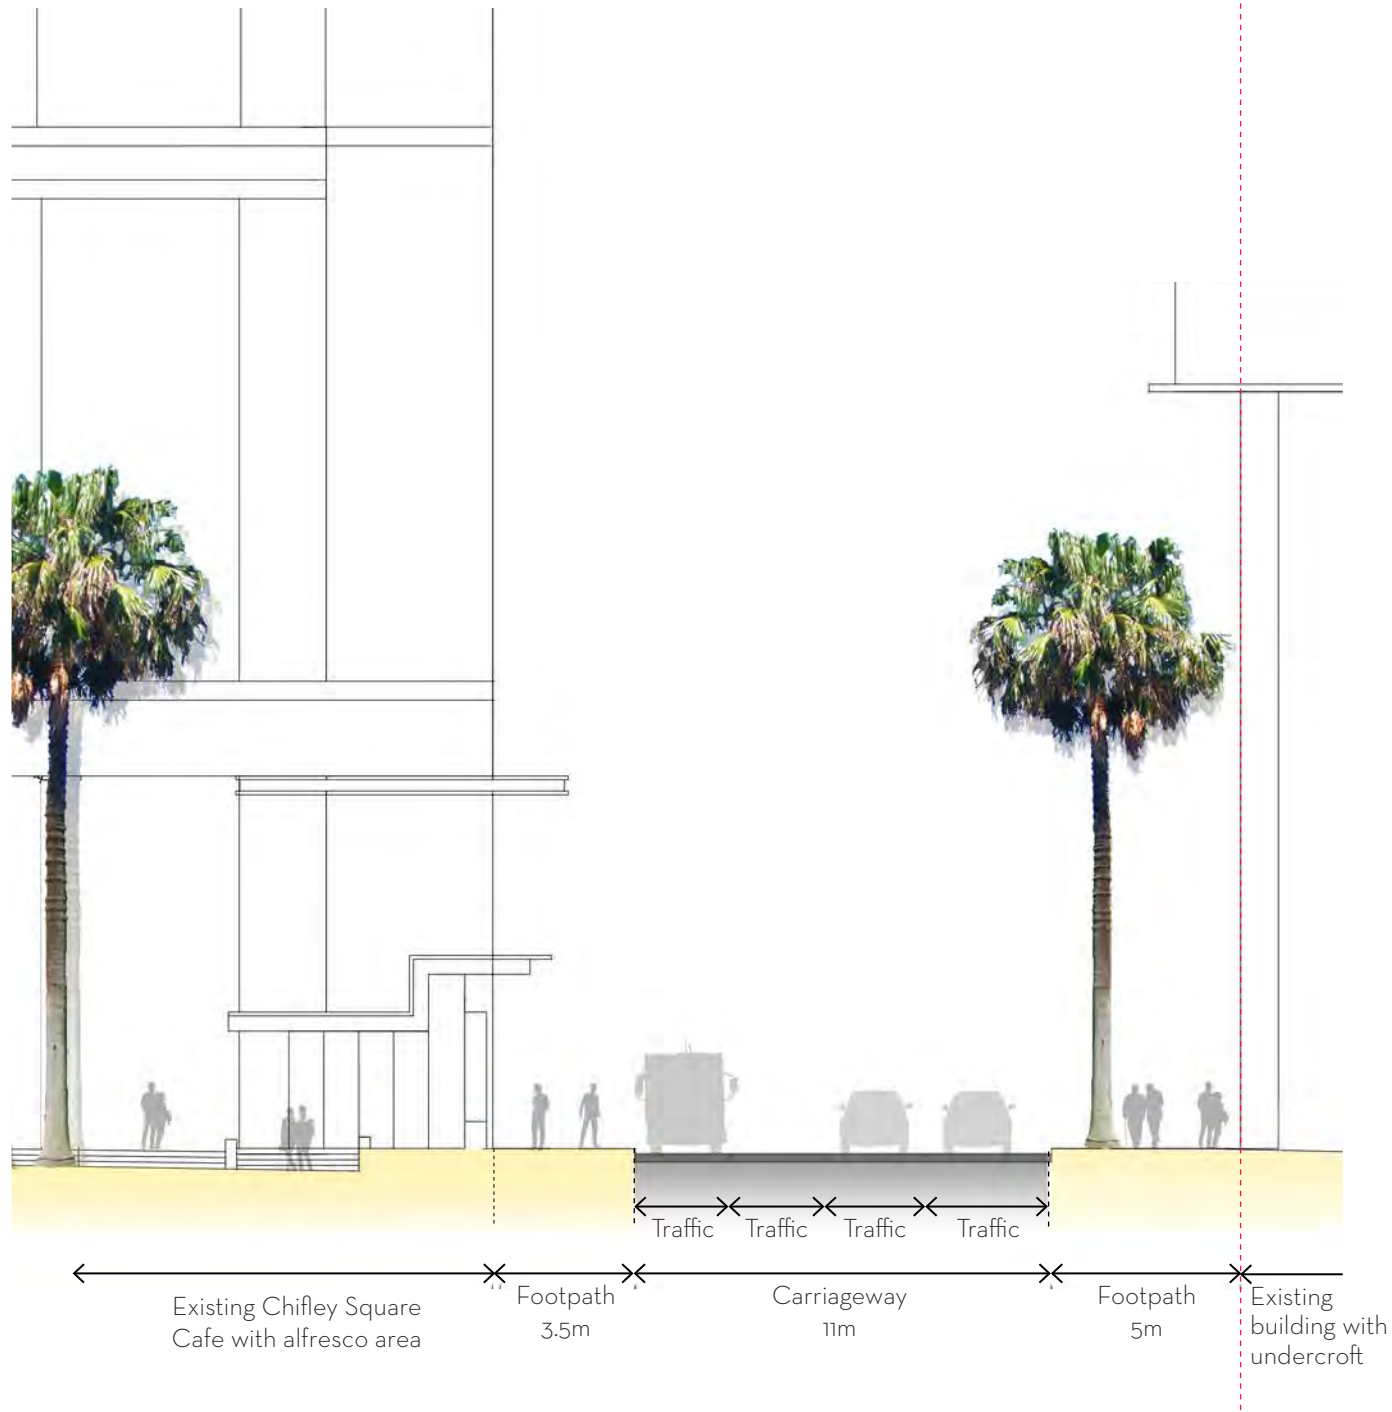 Traffic
Traffic
Traffic
Traffic
Existing Chifley Square
Cafe with alfresco area
Footpath
3.5m
Carriageway
11m
Footpath
5m
Existing
building with
undercroft